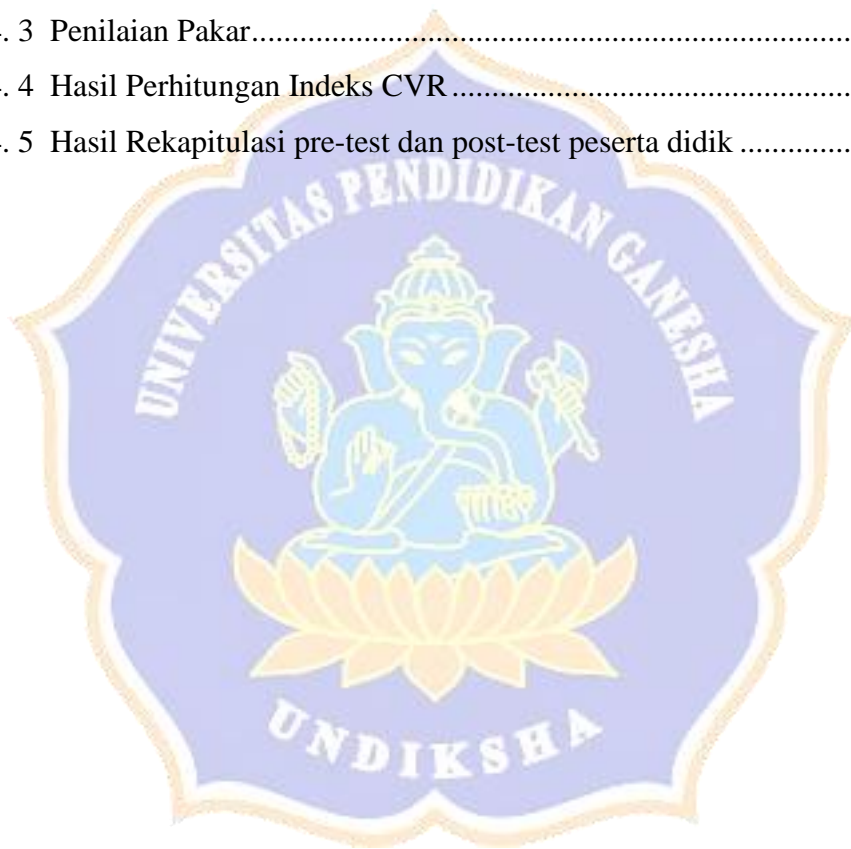 . 3 Penilaian Pakar........................................................................
. 4 Hasil Perhitungan Indeks CVR................................................
. 5 Hasil Rekapitulasi pre-test dan post-test peserta didik..............
UNIVERSITAS PENDIDIKAN GANESHA
UNDIKSHA